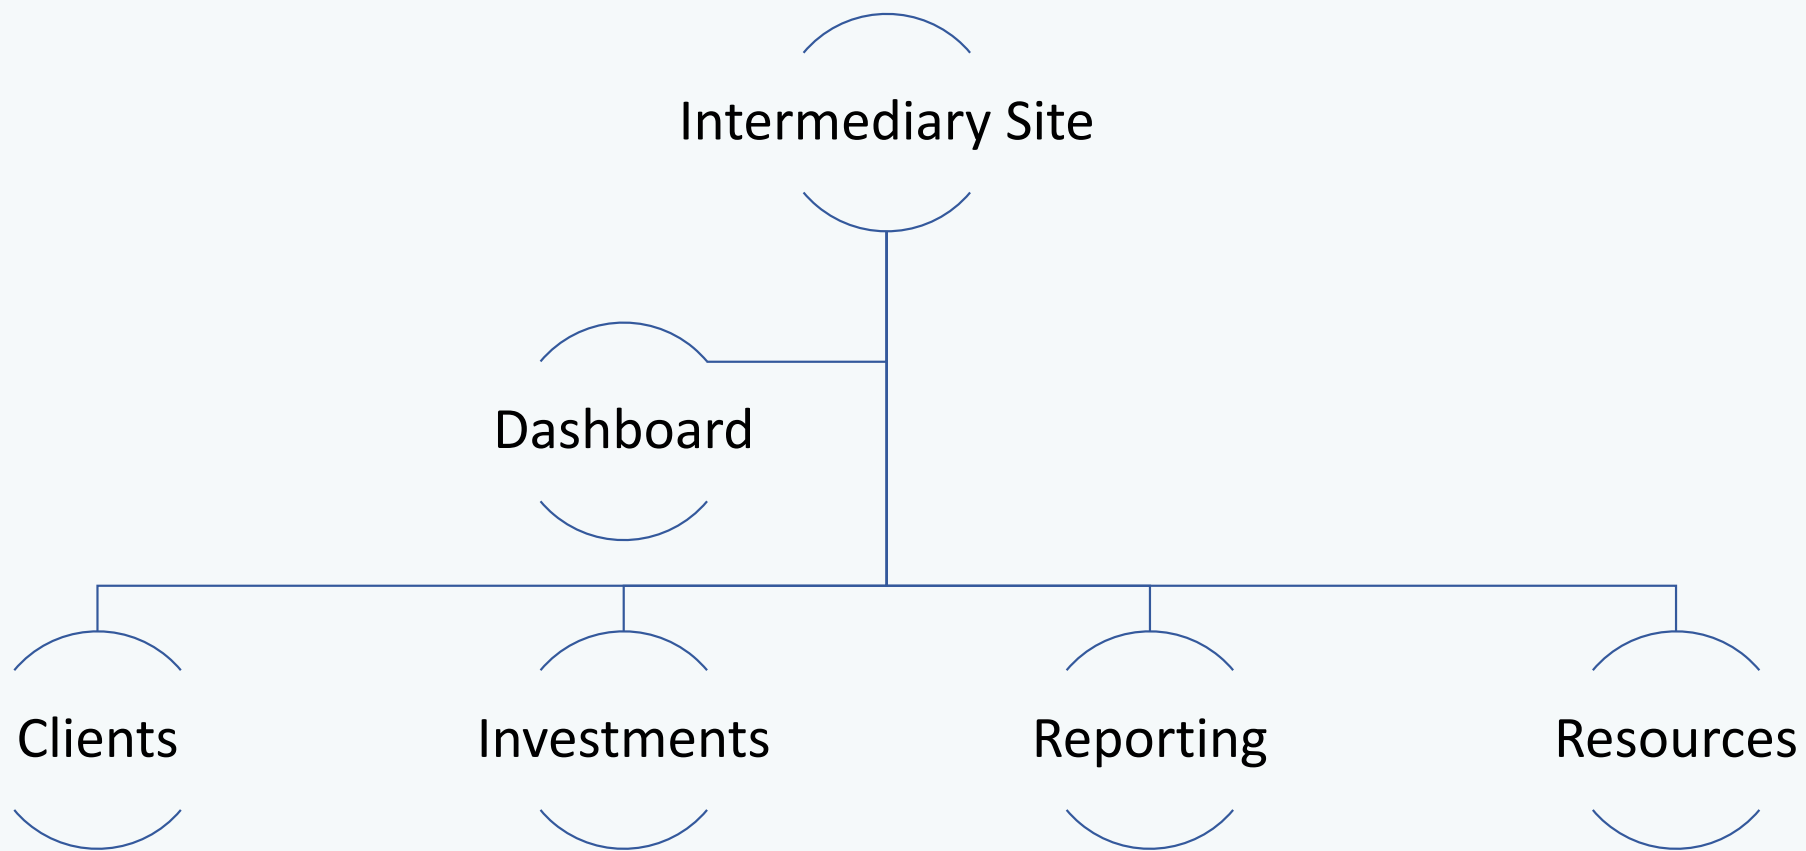 Intermediary Site
Dashboard
Clients
Investments
Reporting
Resources